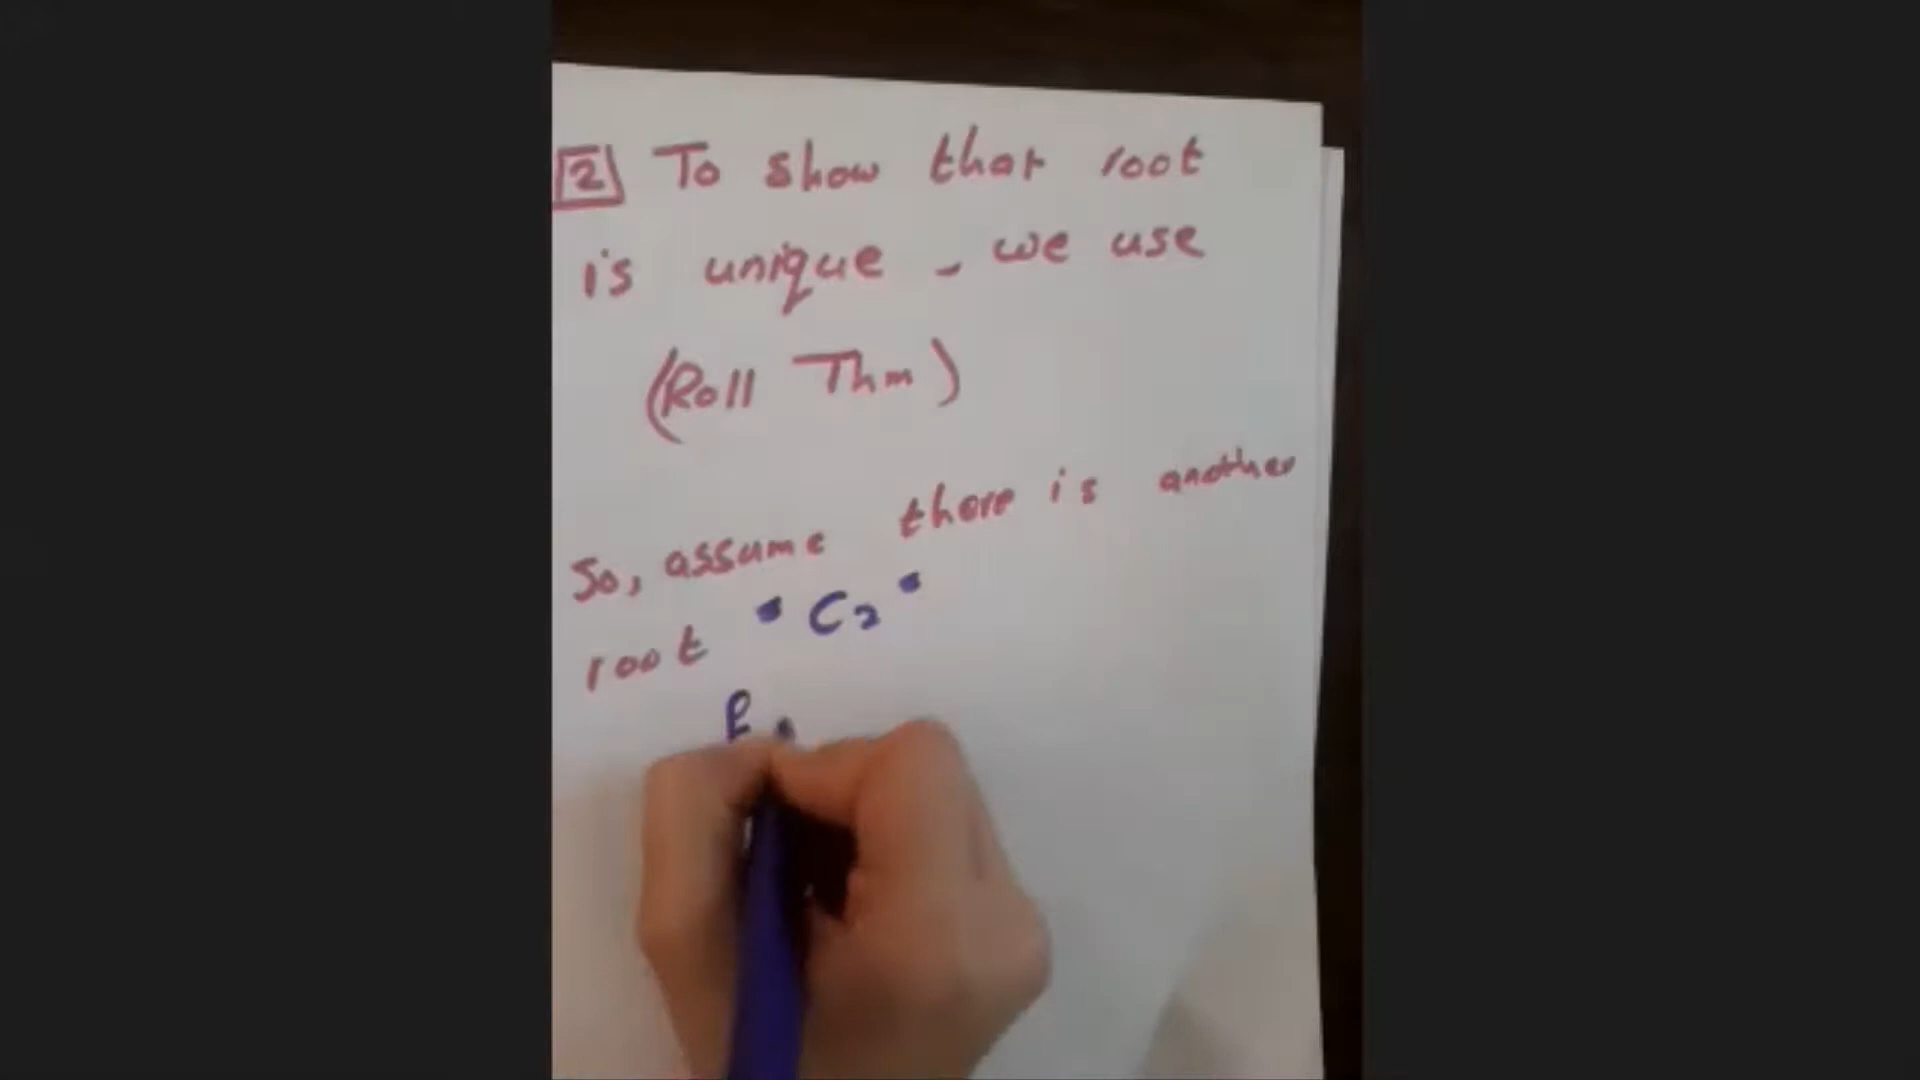 2 To show that root
is unique - we use
(Roll Thm)
So, assume there is another
root " C2 "